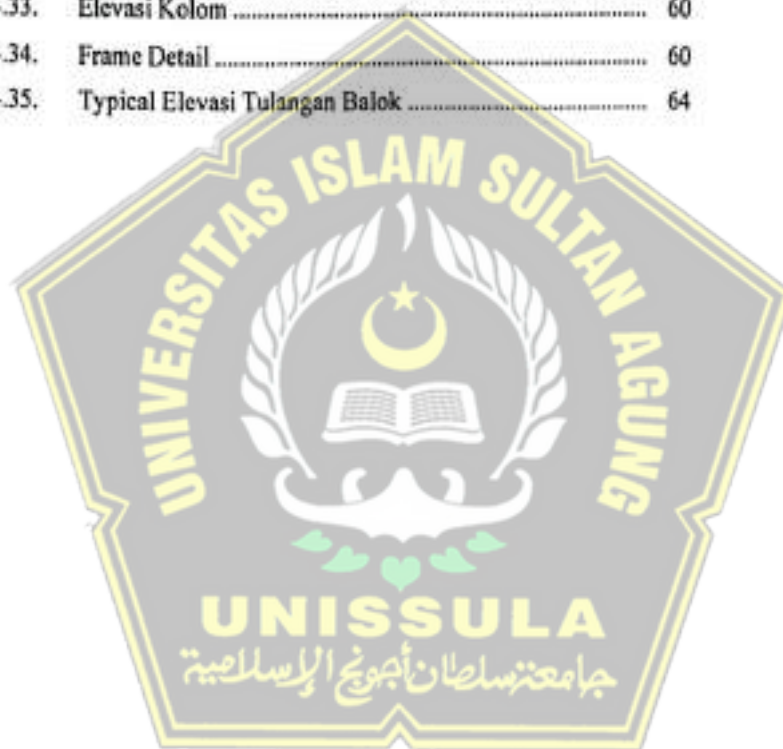 .33. Elevasi Kolom ........................................ 60
.34. Frame Detail ........................................ 60
.35. Typical Elevasi Tulangan Balok ........................................ 64
UNIVERSITAS ISLAM SULTAN AGUNG
UNISSULA
جامعة سلطان أجونج الإسلامية